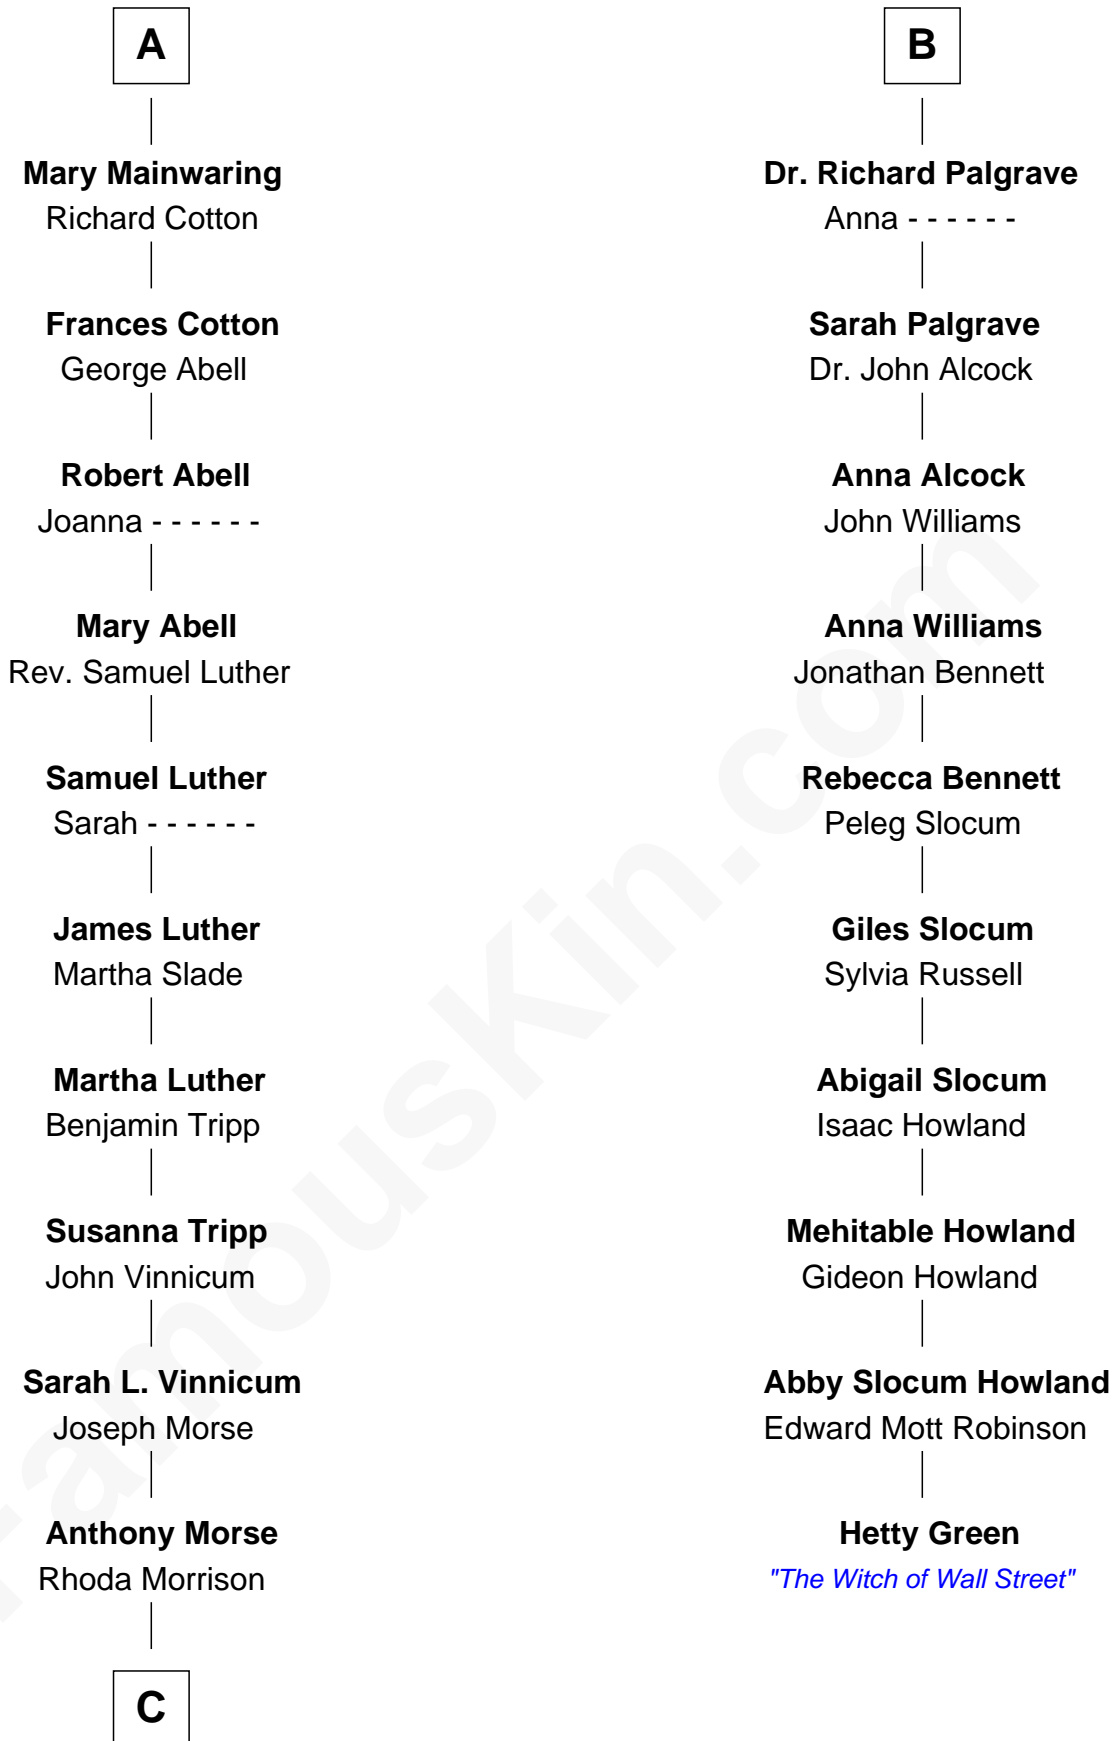 A
Mary Mainwaring
Richard Cotton
Frances Cotton
George Abell
Robert Abell
Joanna - - - - - -
Mary Abell
Rev. Samuel Luther
Samuel Luther
Sarah - - - - - -
James Luther
Martha Slade
Martha Luther
Benjamin Tripp
Susanna Tripp
John Vinnicum
Sarah L. Vinnicum
Joseph Morse
Anthony Morse
Rhoda Morrison
C
B
Dr. Richard Palgrave
Anna - - - - - -
Sarah Palgrave
Dr. John Alcock
Anna Alcock
John Williams
Anna Williams
Jonathan Bennett
Rebecca Bennett
Peleg Slocum
Giles Slocum
Sylvia Russell
Abigail Slocum
Isaac Howland
Mehitable Howland
Gideon Howland
Abby Slocum Howland
Edward Mott Robinson
Hetty Green
"The Witch of Wall Street"
FamousKin.com